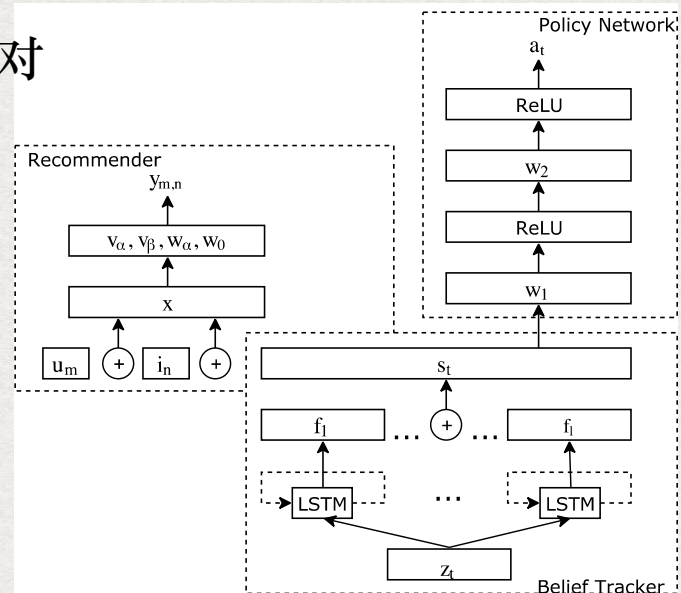 对
Policy Network
a_t
ReLU
w_2
ReLU
w_1
Recommender
y_{m,n}
v_α, v_β, w_α, w_0
x
u_m + i_n +
s_t
f_1 ... + ... f_l
LSTM ... LSTM
z_t
Belief Tracker